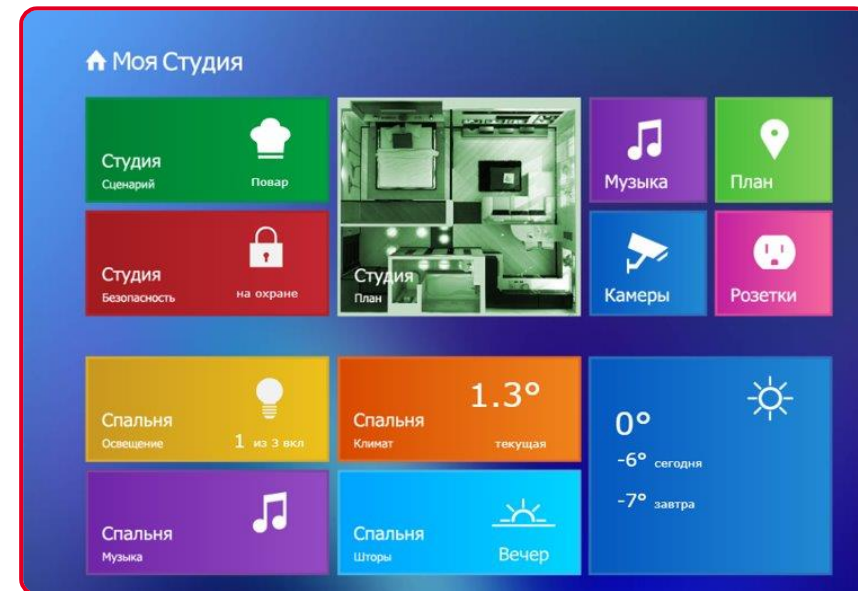 Моя Студия
Студия
Сценарий
Повар
Студия
Безопасность
на охране
Студия
План
Музыка
План
Камеры
Розетки
Спальня
Освещение
1 из 3 вкл
Спальня
Климат
1.3°
текущая
0°
-6° сегодня
-7° завтра
Спальня
Музыка
Спальня
Шторы
Вечер